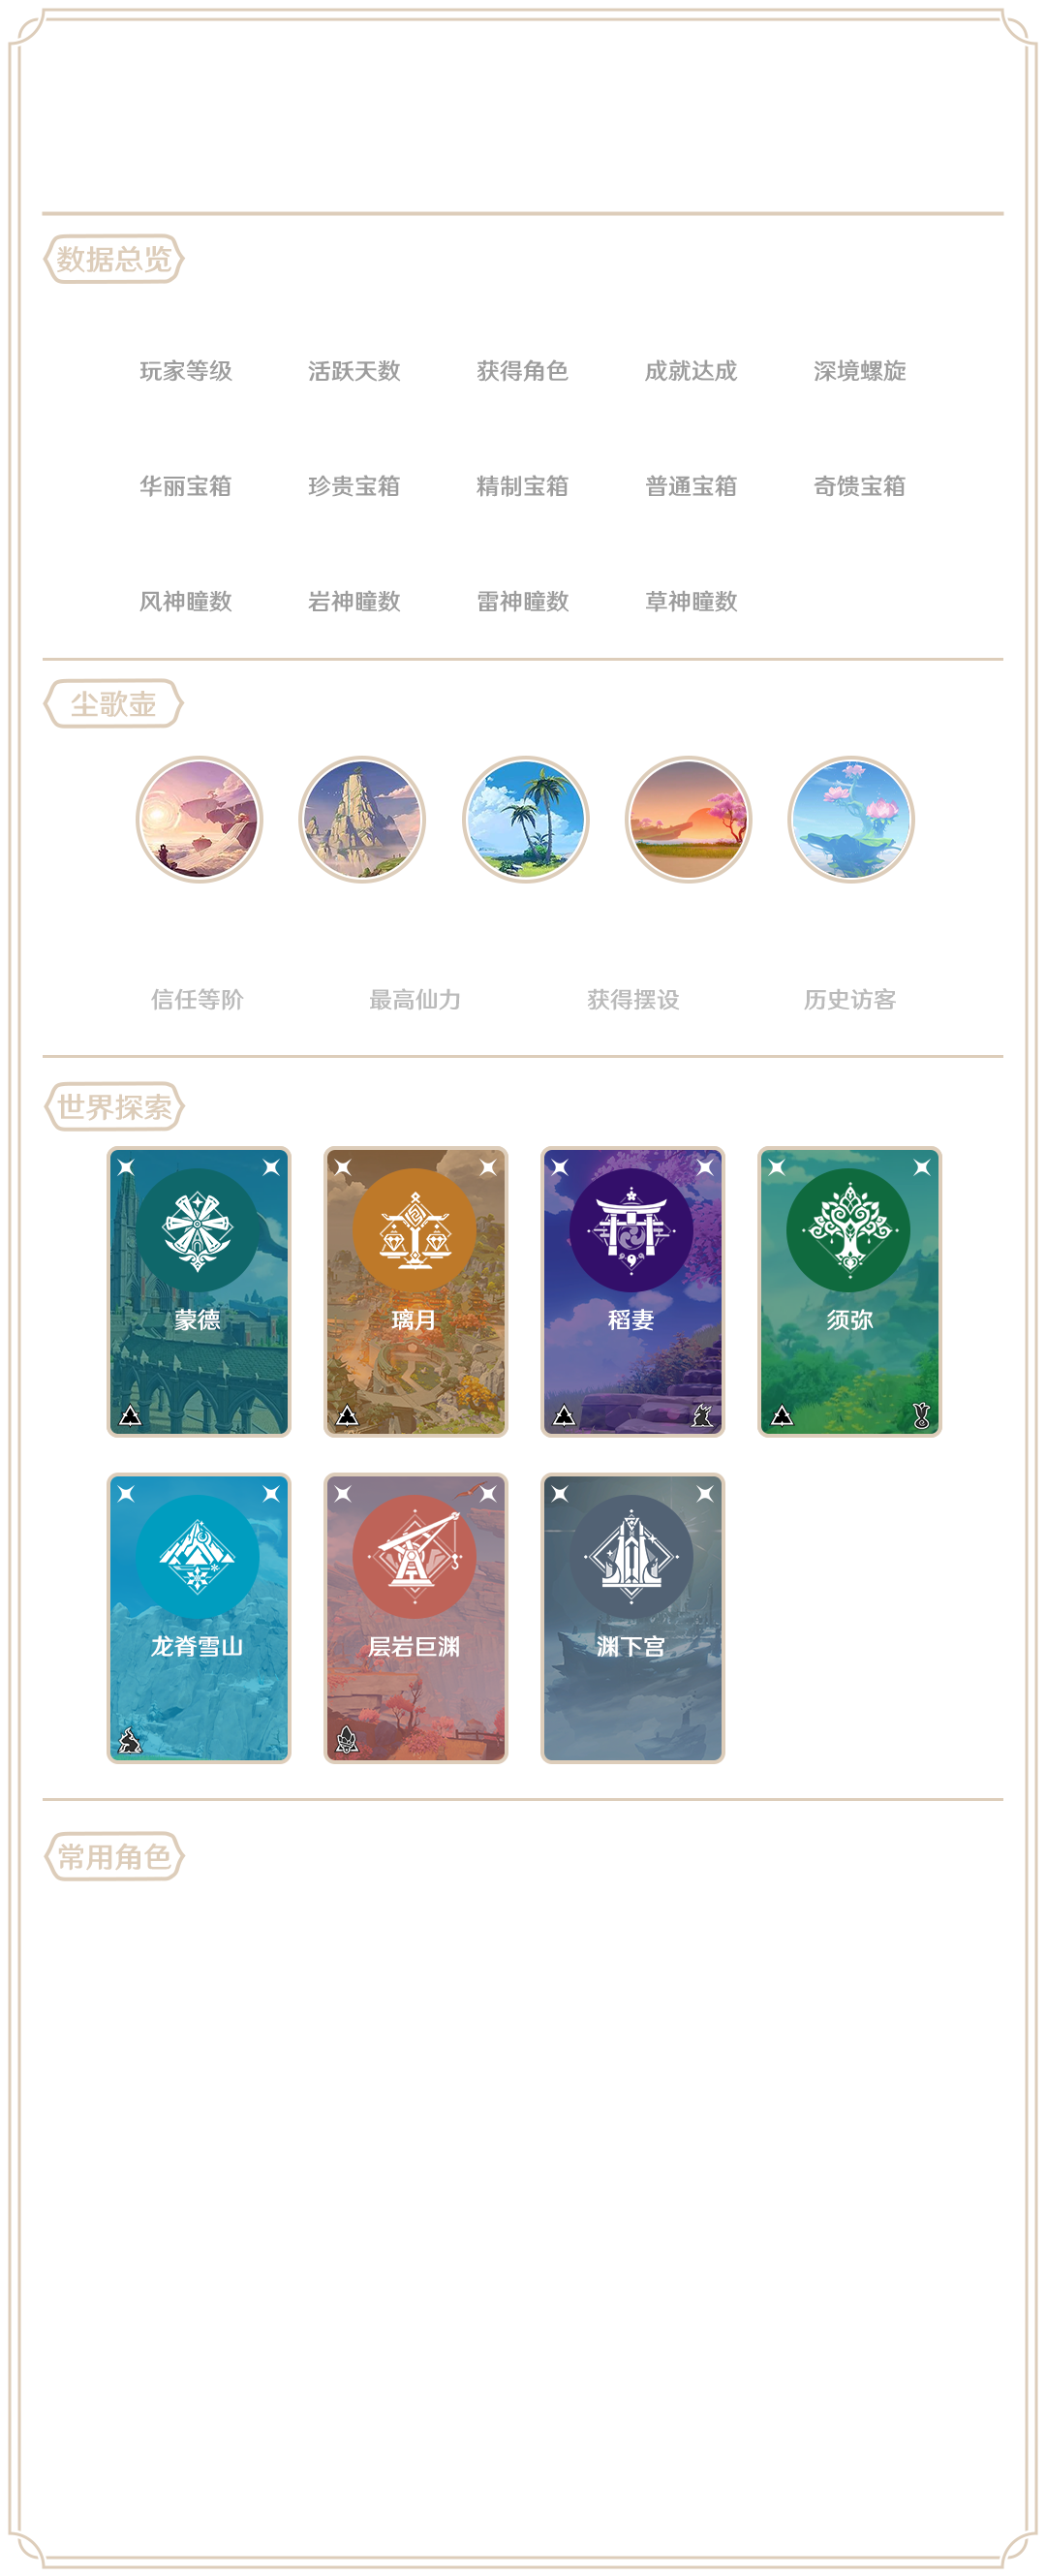 数据总览
玩家等级 活跃天数 获得角色 成就达成 深境螺旋
华丽宝箱 珍贵宝箱 精制宝箱 普通宝箱 奇馈宝箱
风神瞳数 岩神瞳数 雷神瞳数 草神瞳数
尘歌壶
信任等阶 最高仙力 获得摆设 历史访客
世界探索
蒙德 璃月 稻妻 须弥
龙脊雪山 层岩巨渊 渊下宫
常用角色